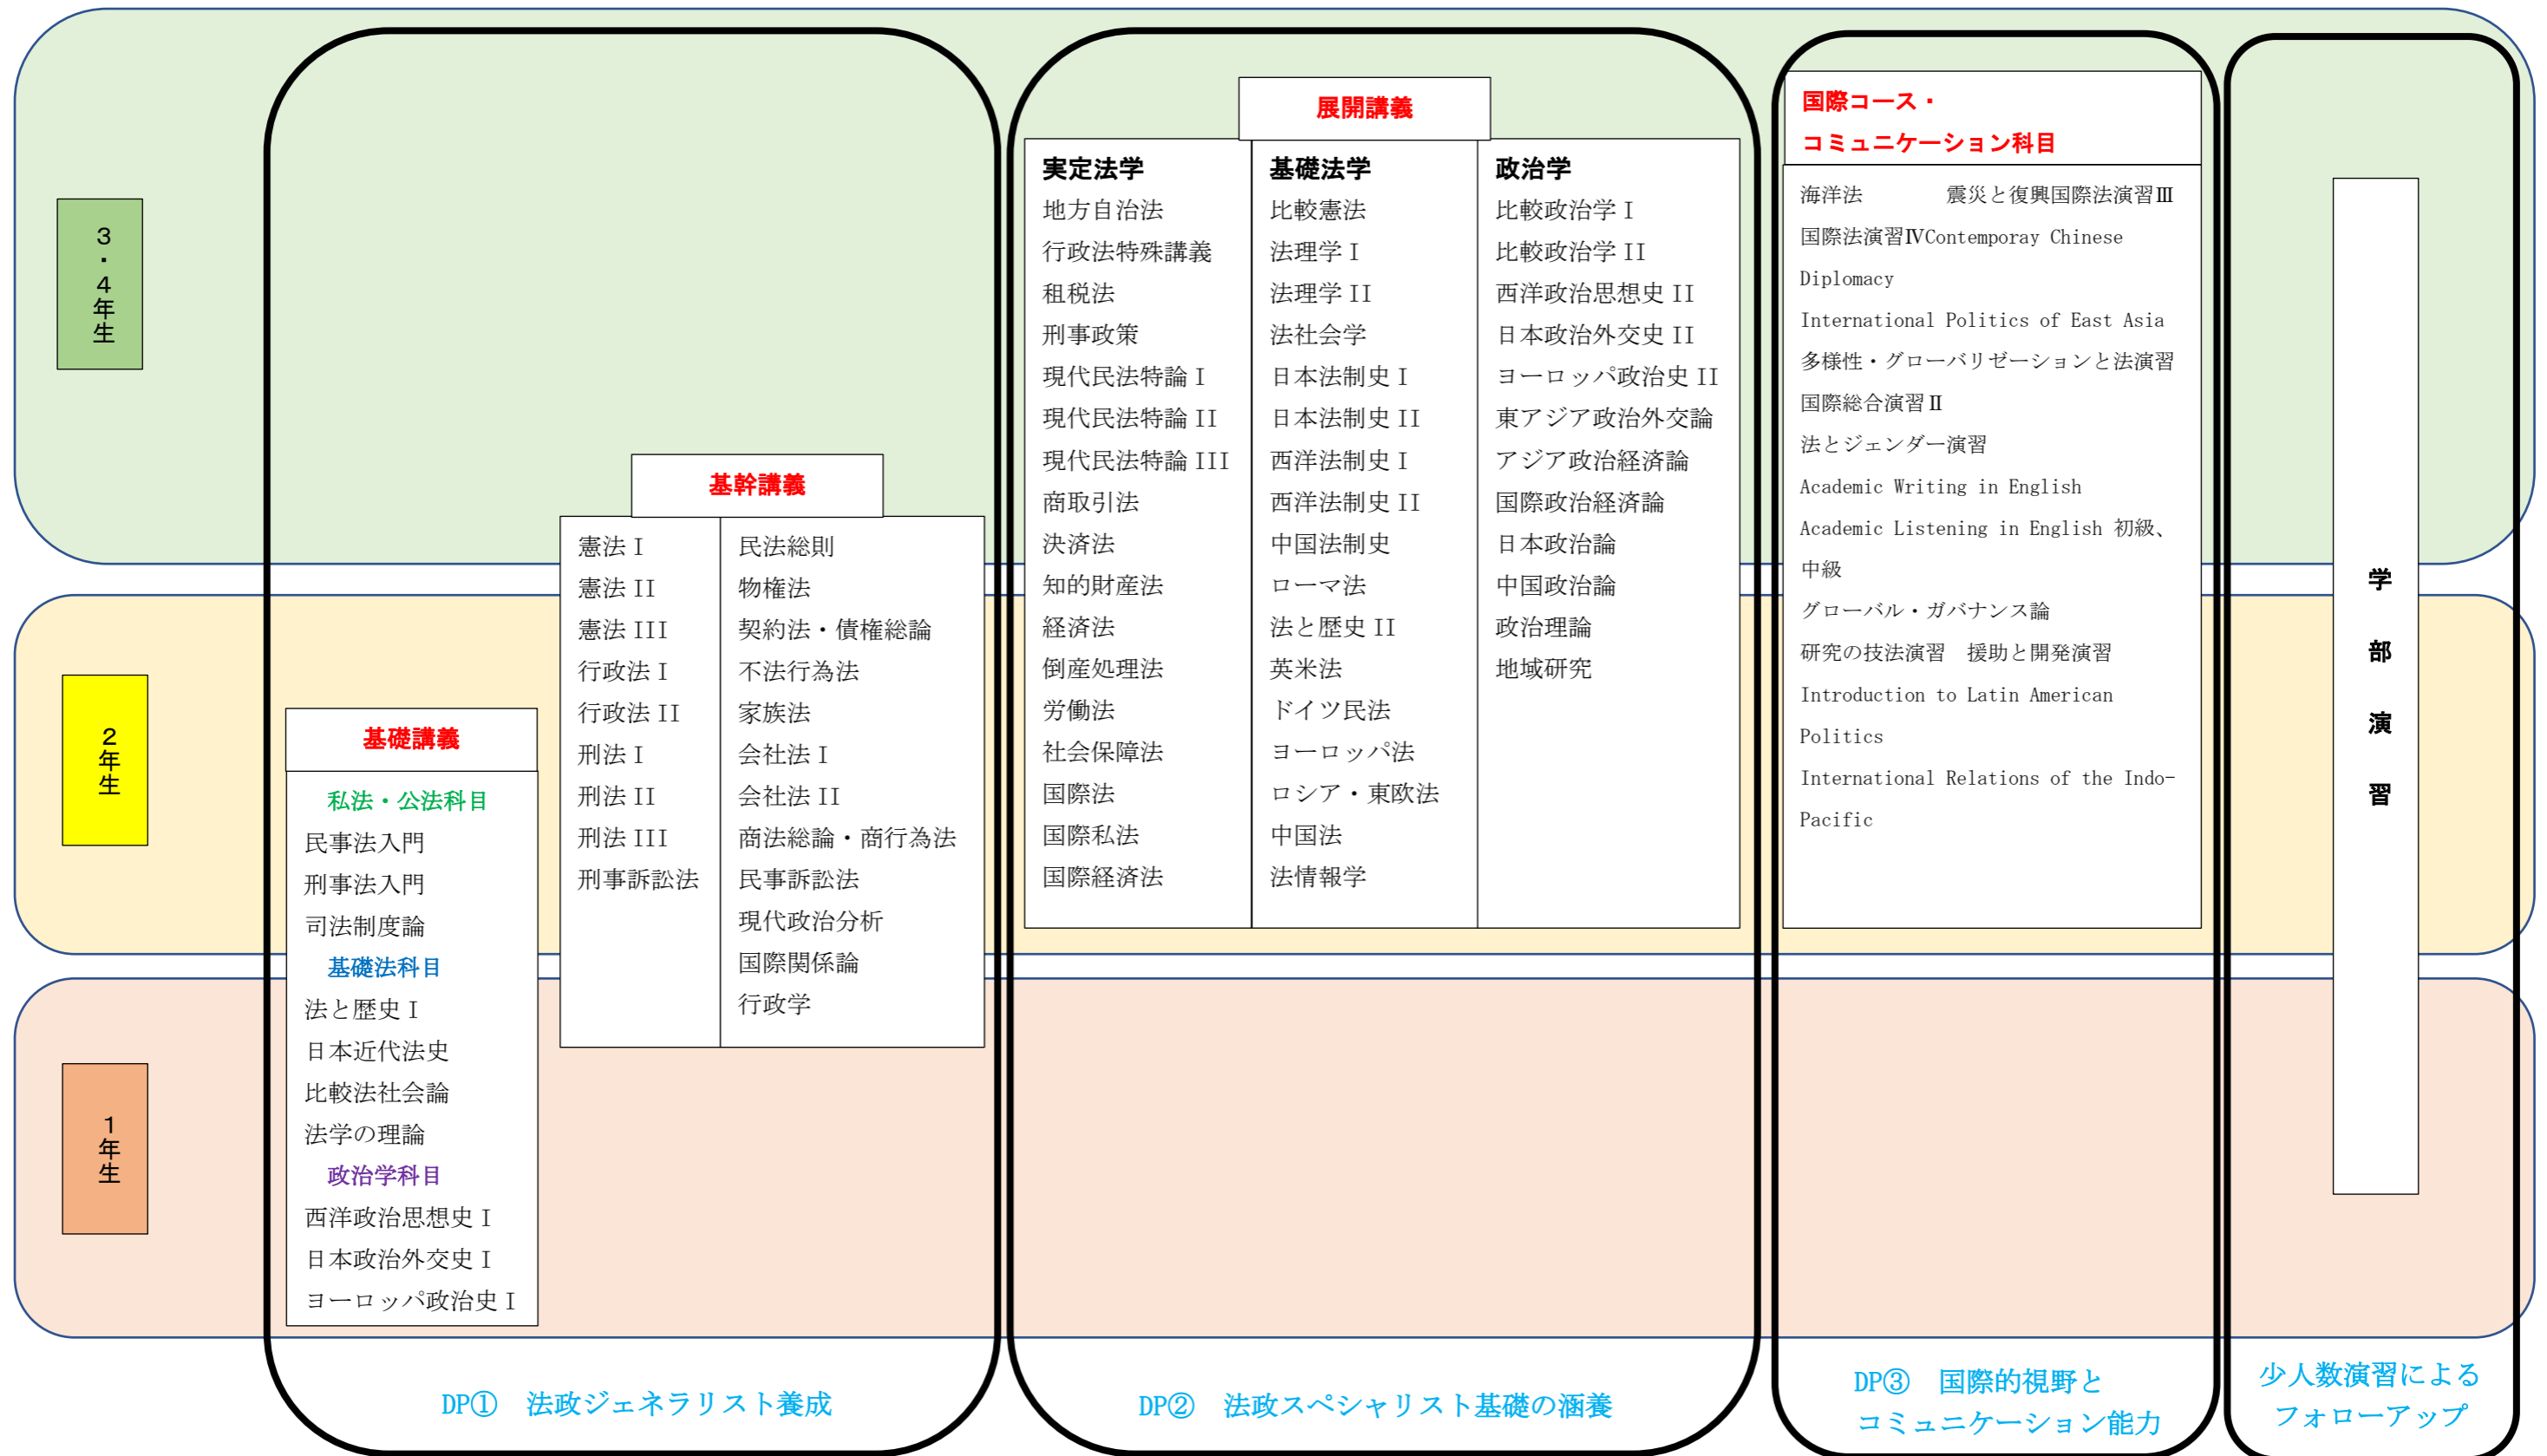 3・4年生
2年生
1年生
基礎講義
私法・公法科目
民事法入門
刑事法入門
司法制度論
基礎法科目
法と歴史 I
日本近代法史
比較法社会論
法学の理論
政治学科目
西洋政治思想史 I
日本政治外交史 I
ヨーロッパ政治史 I
基幹講義
憲法 I
憲法 II
憲法 III
行政法 I
行政法 II
刑法 I
刑法 II
刑法 III
刑事訴訟法
民法総則
物権法
契約法・債権総論
不法行為法
家族法
会社法 I
会社法 II
商法総論・商行為法
民事訴訟法
現代政治分析
国際関係論
行政学
DP① 法政ジェネラリスト養成
展開講義
実定法学
地方自治法
行政法特殊講義
租税法
刑事政策
現代民法特論 I
現代民法特論 II
現代民法特論 III
商取引法
決済法
知的財産法
経済法
倒産処理法
労働法
社会保障法
国際法
国際私法
国際経済法
基礎法学
比較憲法
法理学 I
法理学 II
法社会学
日本法制史 I
日本法制史 II
西洋法制史 I
西洋法制史 II
中国法制史
ローマ法
法と歴史 II
英米法
ドイツ民法
ヨーロッパ法
ロシア・東欧法
中国法
法情報学
政治学
比較政治学 I
比較政治学 II
西洋政治思想史 II
日本政治外交史 II
ヨーロッパ政治史 II
東アジア政治外交論
アジア政治経済論
国際政治経済論
日本政治論
中国政治論
政治理論
地域研究
DP② 法政スペシャリスト基礎の涵養
国際コース・
コミュニケーション科目
海洋法 震災と復興国際法演習Ⅲ
国際法演習ⅣContemporay Chinese
Diplomacy
International Politics of East Asia
多様性・グローバリゼーションと法演習
国際総合演習Ⅱ
法とジェンダー演習
Academic Writing in English
Academic Listening in English 初級、
中級
グローバル・ガバナンス論
研究の技法演習 援助と開発演習
Introduction to Latin American
Politics
International Relations of the Indo-
Pacific
DP③ 国際的視野と
コミュニケーション能力
学部演習
少人数演習による
フォローアップ